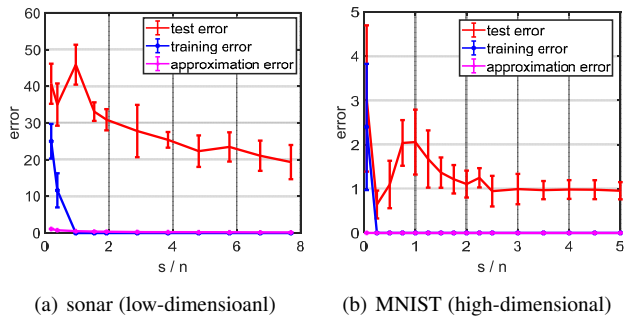 60
50
40
30
20
10
0
error
test error
training error
approximation error
0 2 4 6 8
s / n
5
4
3
2
1
0
error
test error
training error
approximation error
0 1 2 3 4 5
s / n
(a) sonar (low-dimensioanl)
(b) MNIST (high-dimensional)